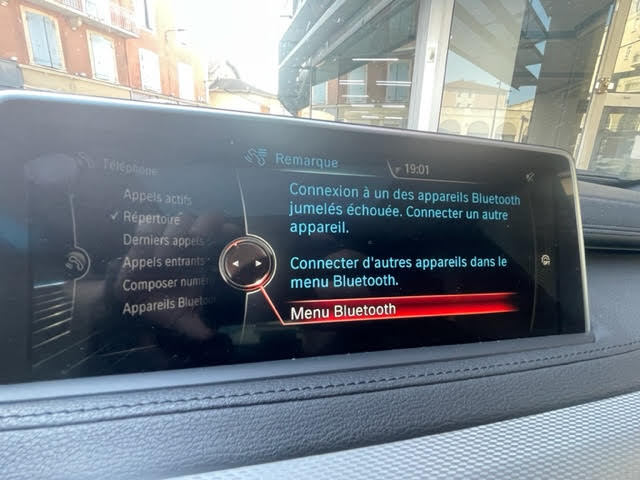 Téléphone
Appels actifs
Répertoire
Derniers appels
Appels entrants
Composer numér
Appareils Bluetoo
Remarque
19:01
Connexion à un des appareils Bluetooth
jumelés échouée. Connecter un autre
appareil.
Connecter d'autres appareils dans le
menu Bluetooth.
Menu Bluetooth